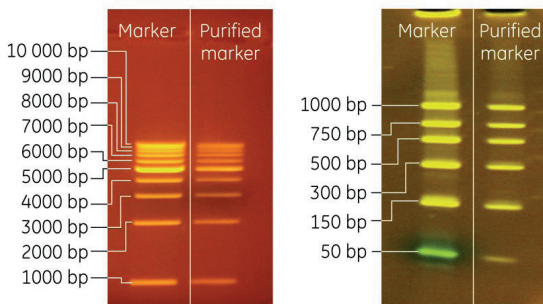 Marker
Purified
marker
10 000 bp
9000 bp
8000 bp
7000 bp
6000 bp
5000 bp
4000 bp
3000 bp
2000 bp
1000 bp
Marker
Purified
marker
1000 bp
750 bp
500 bp
300 bp
150 bp
50 bp